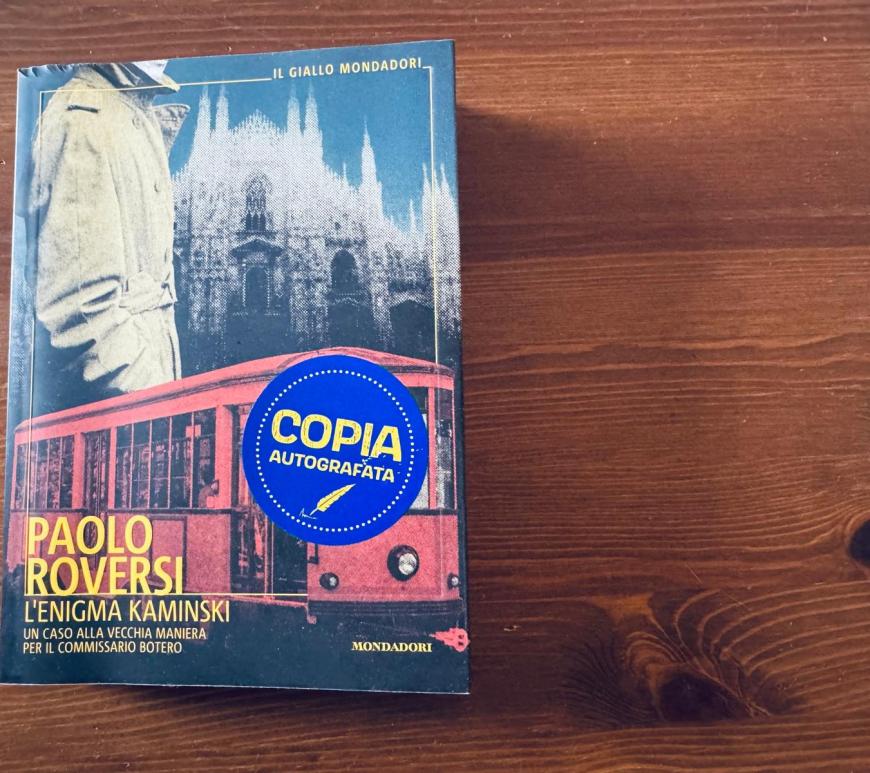 IL GIALLO MONDADORI
COPIA
AUTOGRAFATA
PAOLO
ROVERSI
L'ENIGMA KAMINSKI
UN CASO ALLA VECCHIA MANIERA
PER IL COMMISSARIO BOTERO
MONDADORI